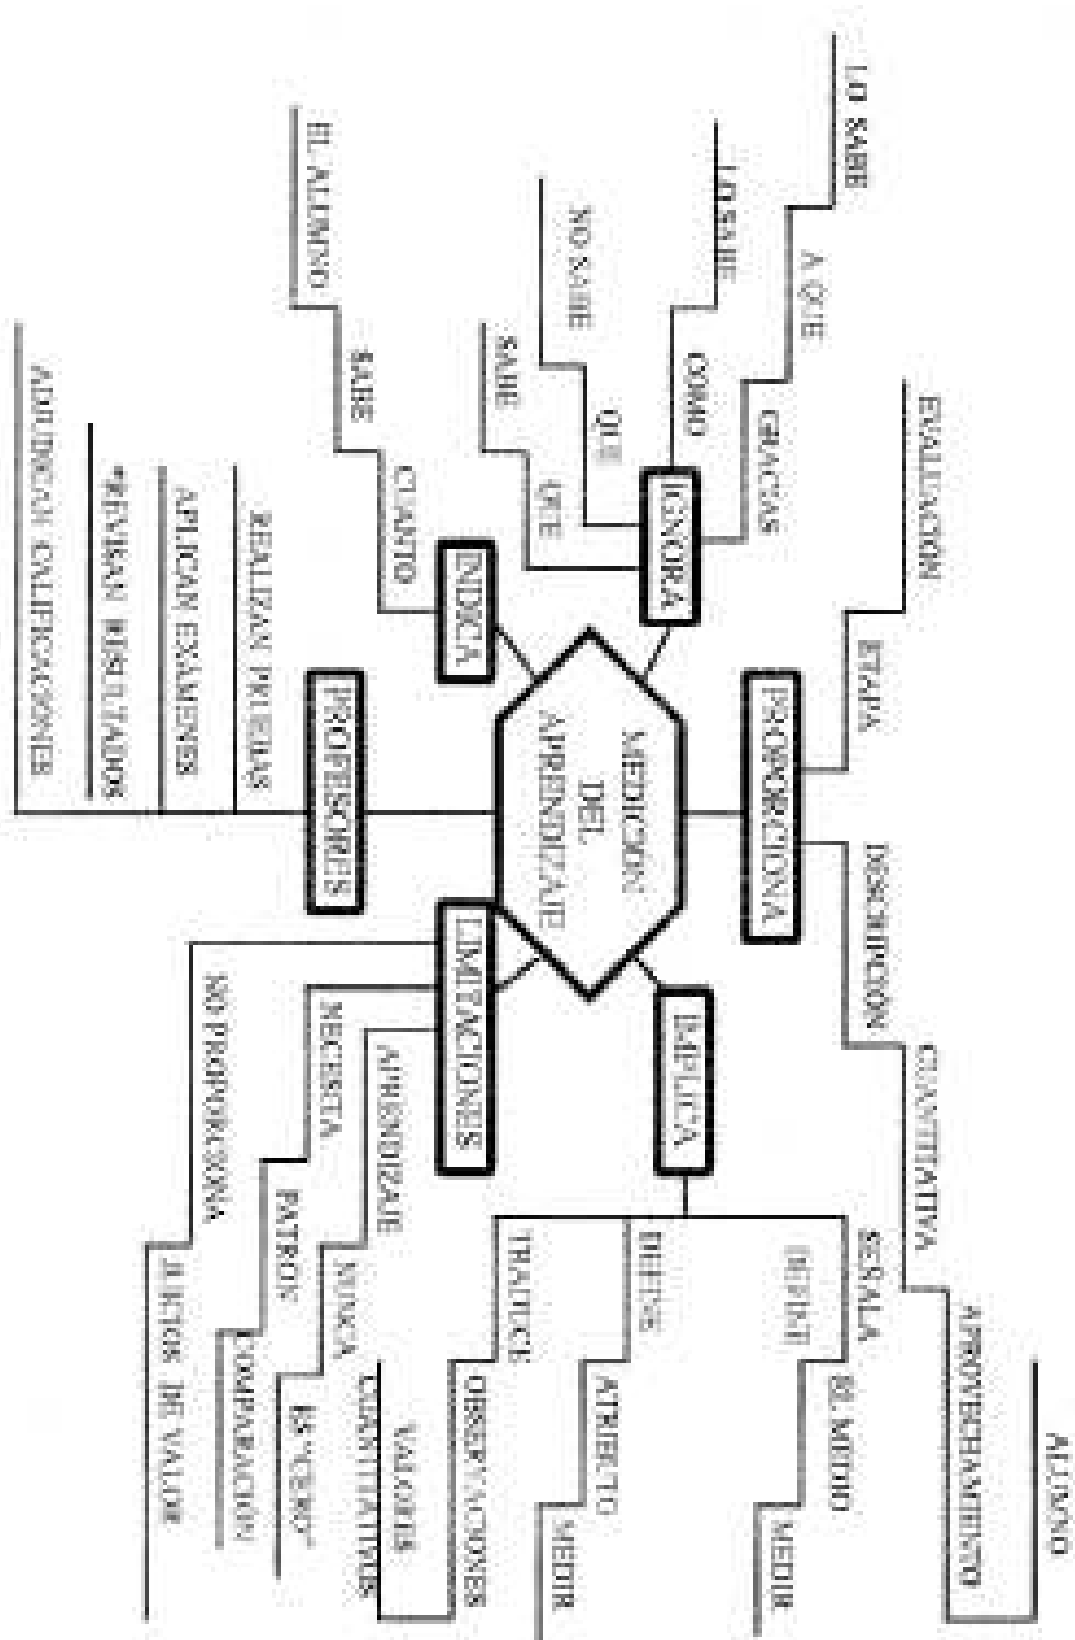 ALUMNO
APROVECHAMIENTO
CUANTITATIVA
DESCRIPCION
EVALUACIÓN
ETAPA
PROPORCIONA
LO SABE
A QUE
GRACIAS
LO SABE
COMO
IGNORA
NO SABE
QUE
SABE
QUE
SEÑALA
EL MEDIO
MEDIR
IMPLICA
DEFINE
ATRIBUTO
MEDIR
TRADUCE
OBSERVACIONES
VALORES
CUANTITATIVOS
MEDICIÓN
DEL
APRENDIZAJE
INDICA
CUANTO
SABE
EL ALUMNO
LIMITACIONES
APRENDIZAJE
NUNCA
ES "CERO"
NECESITA
PATRON
COMPARACIÓN
NO PROPORCIONA
JUICIOS DE VALOR
PROFESORES
REALIZAN PRUEBAS
APLICAN EXÁMENES
REVISAN RESULTADOS
ADJUDICAN CALIFICACIONES